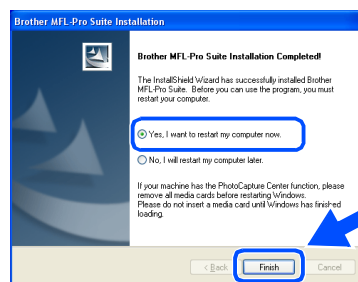 Brother MFL-Pro Suite Installation
Brother MFL-Pro Suite Installation Completed!
The InstallShield Wizard has successfully installed Brother
MFL-Pro Suite. Before you can use the program, you must
restart your computer.
Yes, I want to restart my computer now.
No, I will restart my computer later.
If your machine has the PhotoCapture Center function, please
remove all media cards before restarting Windows.
Please do not insert a media card until Windows has finished
loading.
< Back
Finish
Cancel